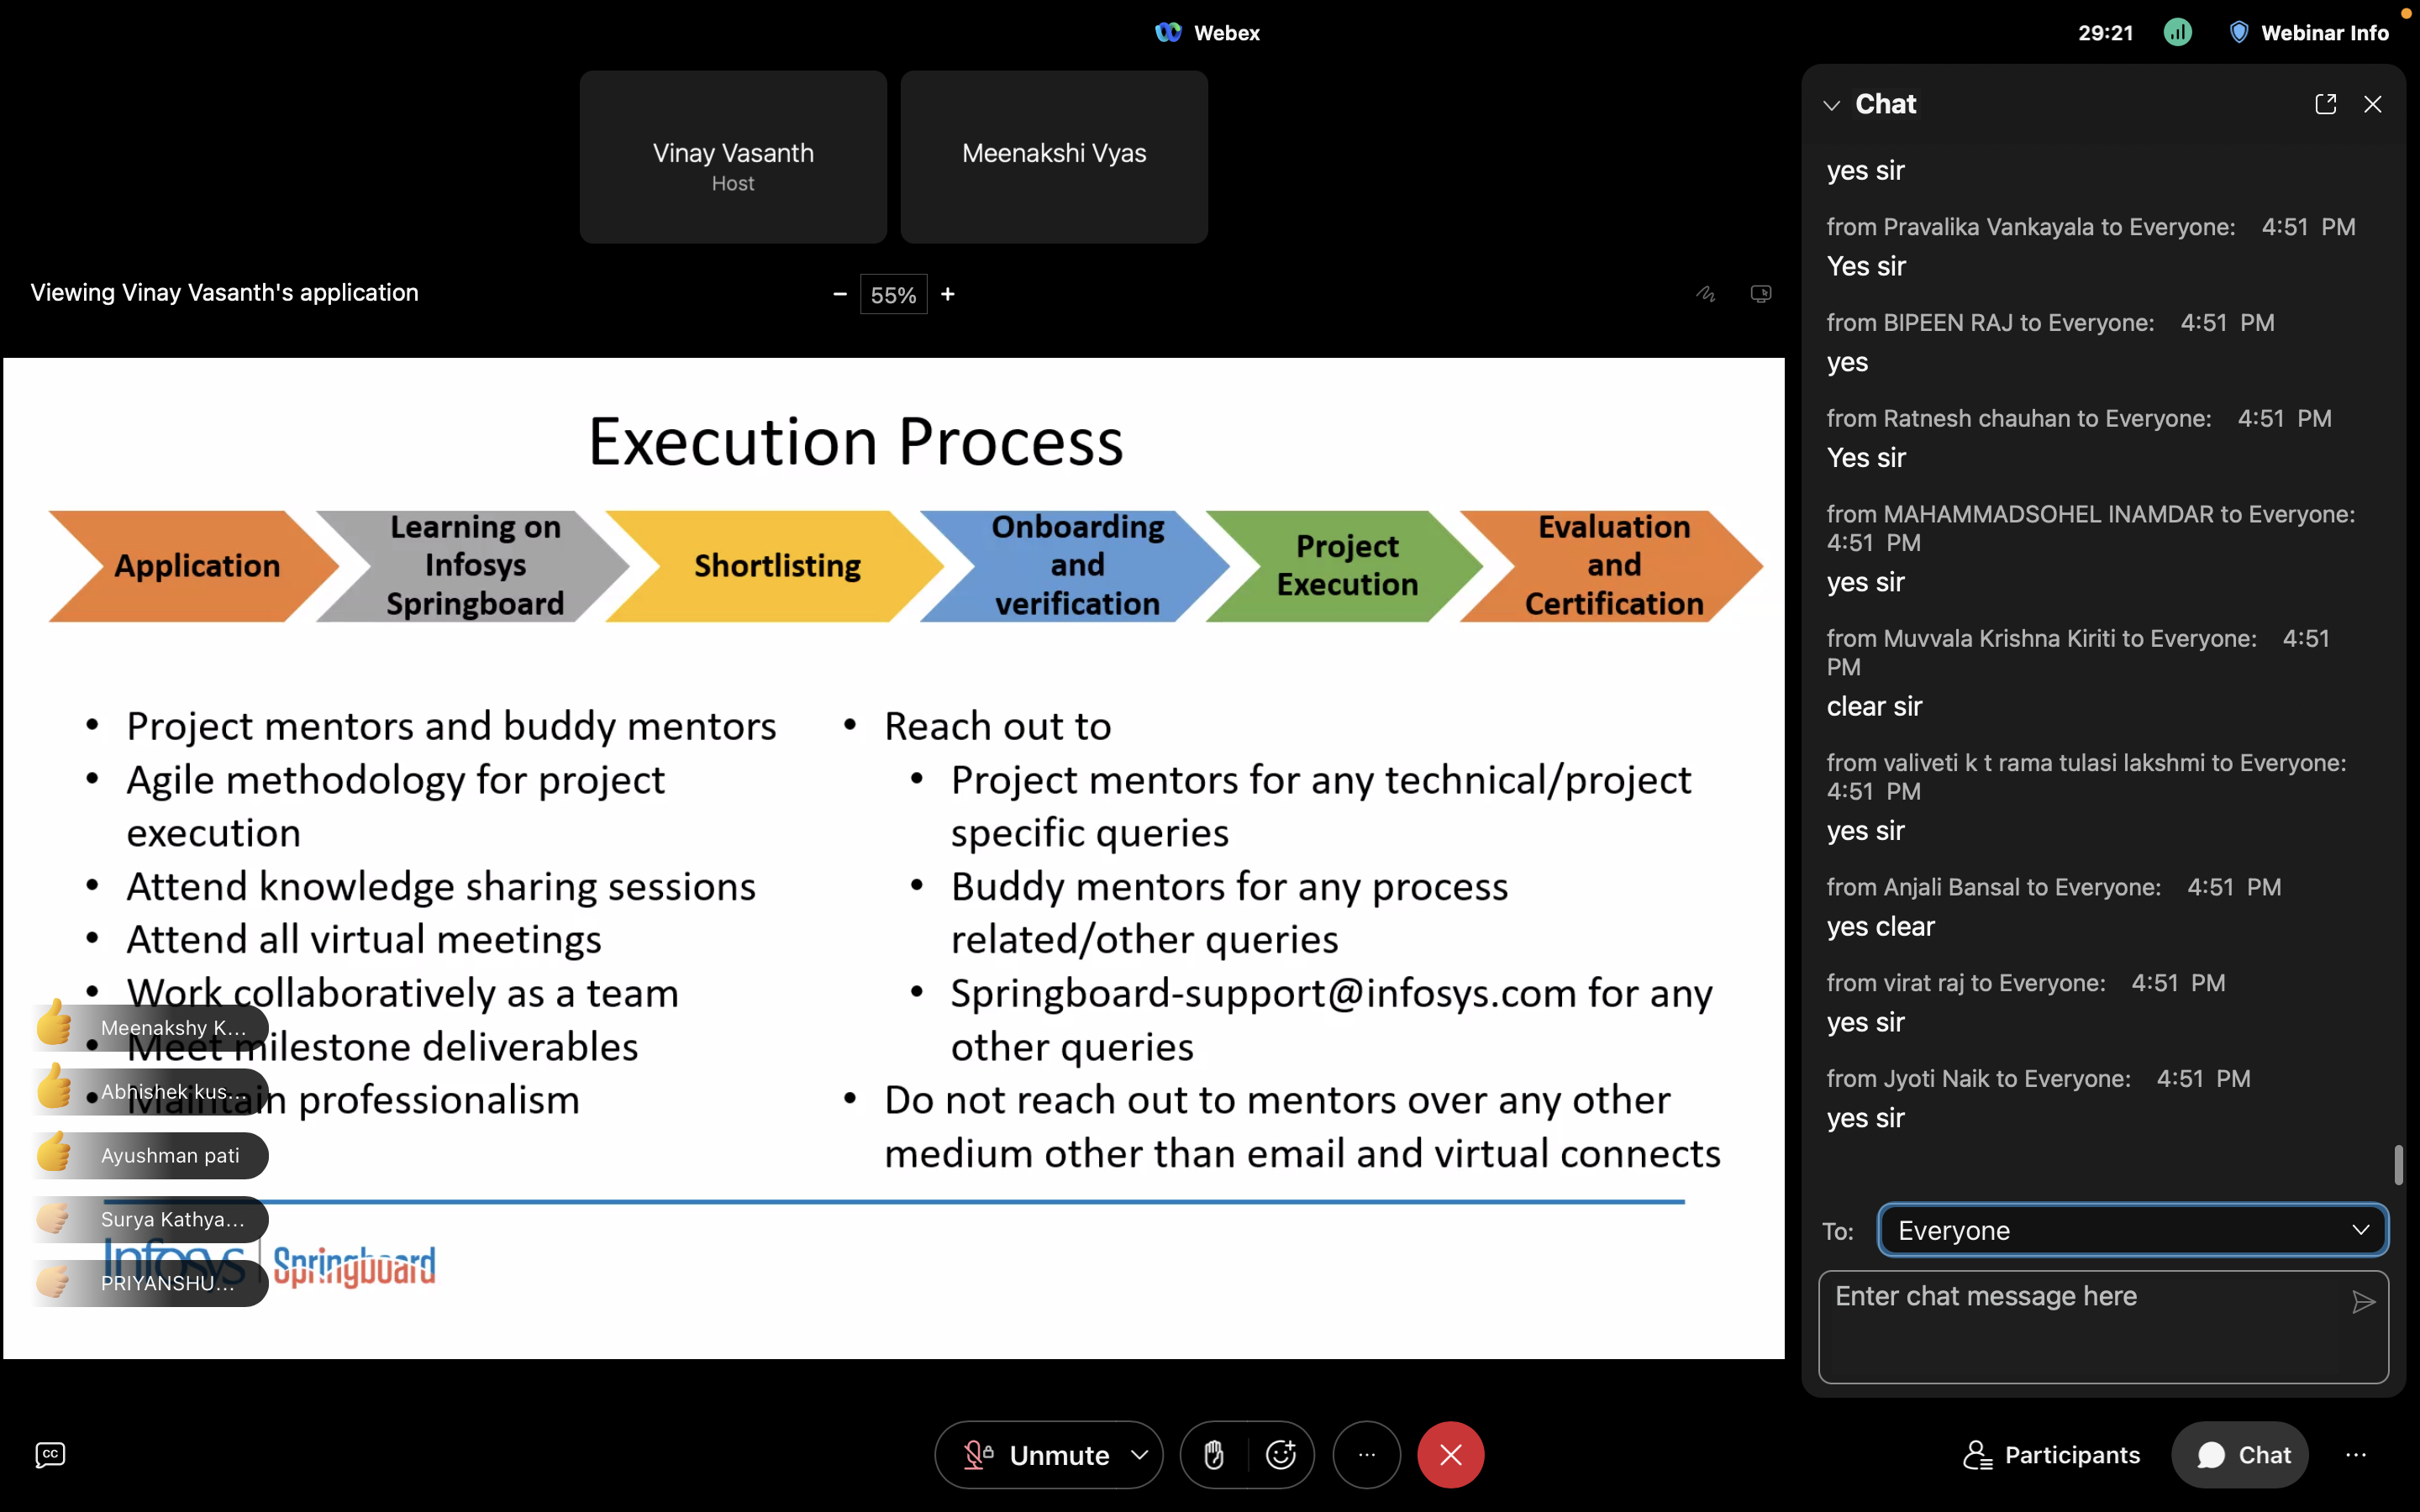 Webex
29:21
Webinar Info
Vinay Vasanth
Host
Meenakshi Vyas
Viewing Vinay Vasanth's application
55%
Execution Process
Application
Learning on
Infosys
Springboard
Shortlisting
Onboarding
and
verification
Project
Execution
Evaluation
and
Certification
• Project mentors and buddy mentors
• Agile methodology for project
execution
• Attend knowledge sharing sessions
• Attend all virtual meetings
• Work collaboratively as a team
• Meet milestone deliverables
• Maintain professionalism
• Reach out to
• Project mentors for any technical/project
specific queries
• Buddy mentors for any process
related/other queries
• Springboard-support@infosys.com for any
other queries
• Do not reach out to mentors over any other
medium other than email and virtual connects
Meenakshy K...
Abhishek kus...
Ayushman pati
Surya Kathya...
PRIYANSHU...
Infosys | Springboard
Chat
yes sir
from Pravalika Vankayala to Everyone: 4:51 PM
Yes sir
from BIPEEN RAJ to Everyone: 4:51 PM
yes
from Ratnesh chauhan to Everyone: 4:51 PM
Yes sir
from MAHAMMADSOHEL INAMDAR to Everyone:
4:51 PM
yes sir
from Muvvala Krishna Kiriti to Everyone: 4:51
PM
clear sir
from valiveti k t rama tulasi lakshmi to Everyone:
4:51 PM
yes sir
from Anjali Bansal to Everyone: 4:51 PM
yes clear
from virat raj to Everyone: 4:51 PM
yes sir
from Jyoti Naik to Everyone: 4:51 PM
yes sir
To: Everyone
Enter chat message here
CC
Unmute
Participants
Chat